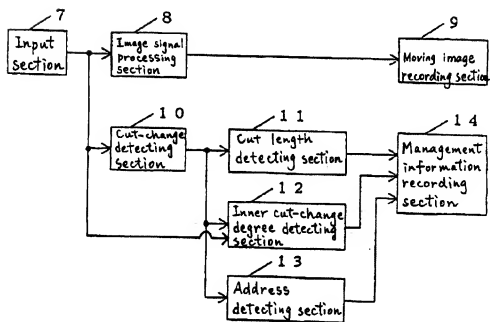 7
Input
section
8
Image signal
processing
section
9
Moving image
recording section
10
Cut-change
detecting
section
11
Cut length
detecting section
12
Inner cut-change
degree detecting
section
13
Address
detecting section
14
Management
information
recording
section